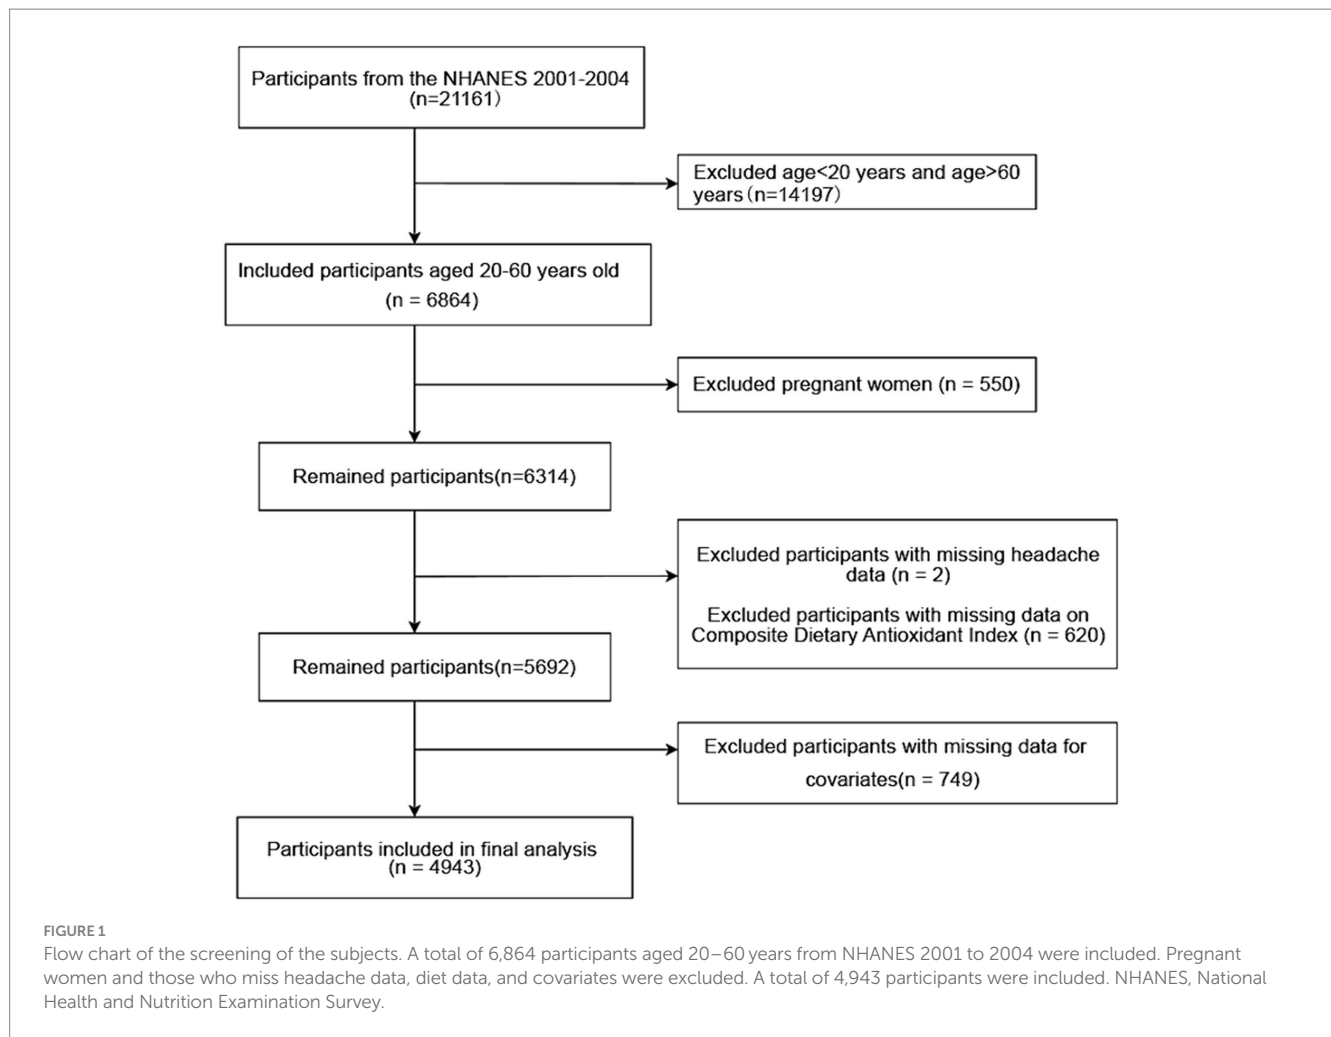 Participants from the NHANES 2001-2004
(n=21161)
Excluded age<20 years and age>60
years(n=14197)
Included participants aged 20-60 years old
(n = 6864)
Excluded pregnant women (n = 550)
Remained participants(n=6314)
Excluded participants with missing headache
data (n = 2)
Excluded participants with missing data on
Composite Dietary Antioxidant Index (n = 620)
Remained participants(n=5692)
Excluded participants with missing data for
covariates(n = 749)
Participants included in final analysis
(n = 4943)
FIGURE 1
Flow chart of the screening of the subjects. A total of 6,864 participants aged 20–60 years from NHANES 2001 to 2004 were included. Pregnant
women and those who miss headache data, diet data, and covariates were excluded. A total of 4,943 participants were included. NHANES, National
Health and Nutrition Examination Survey.